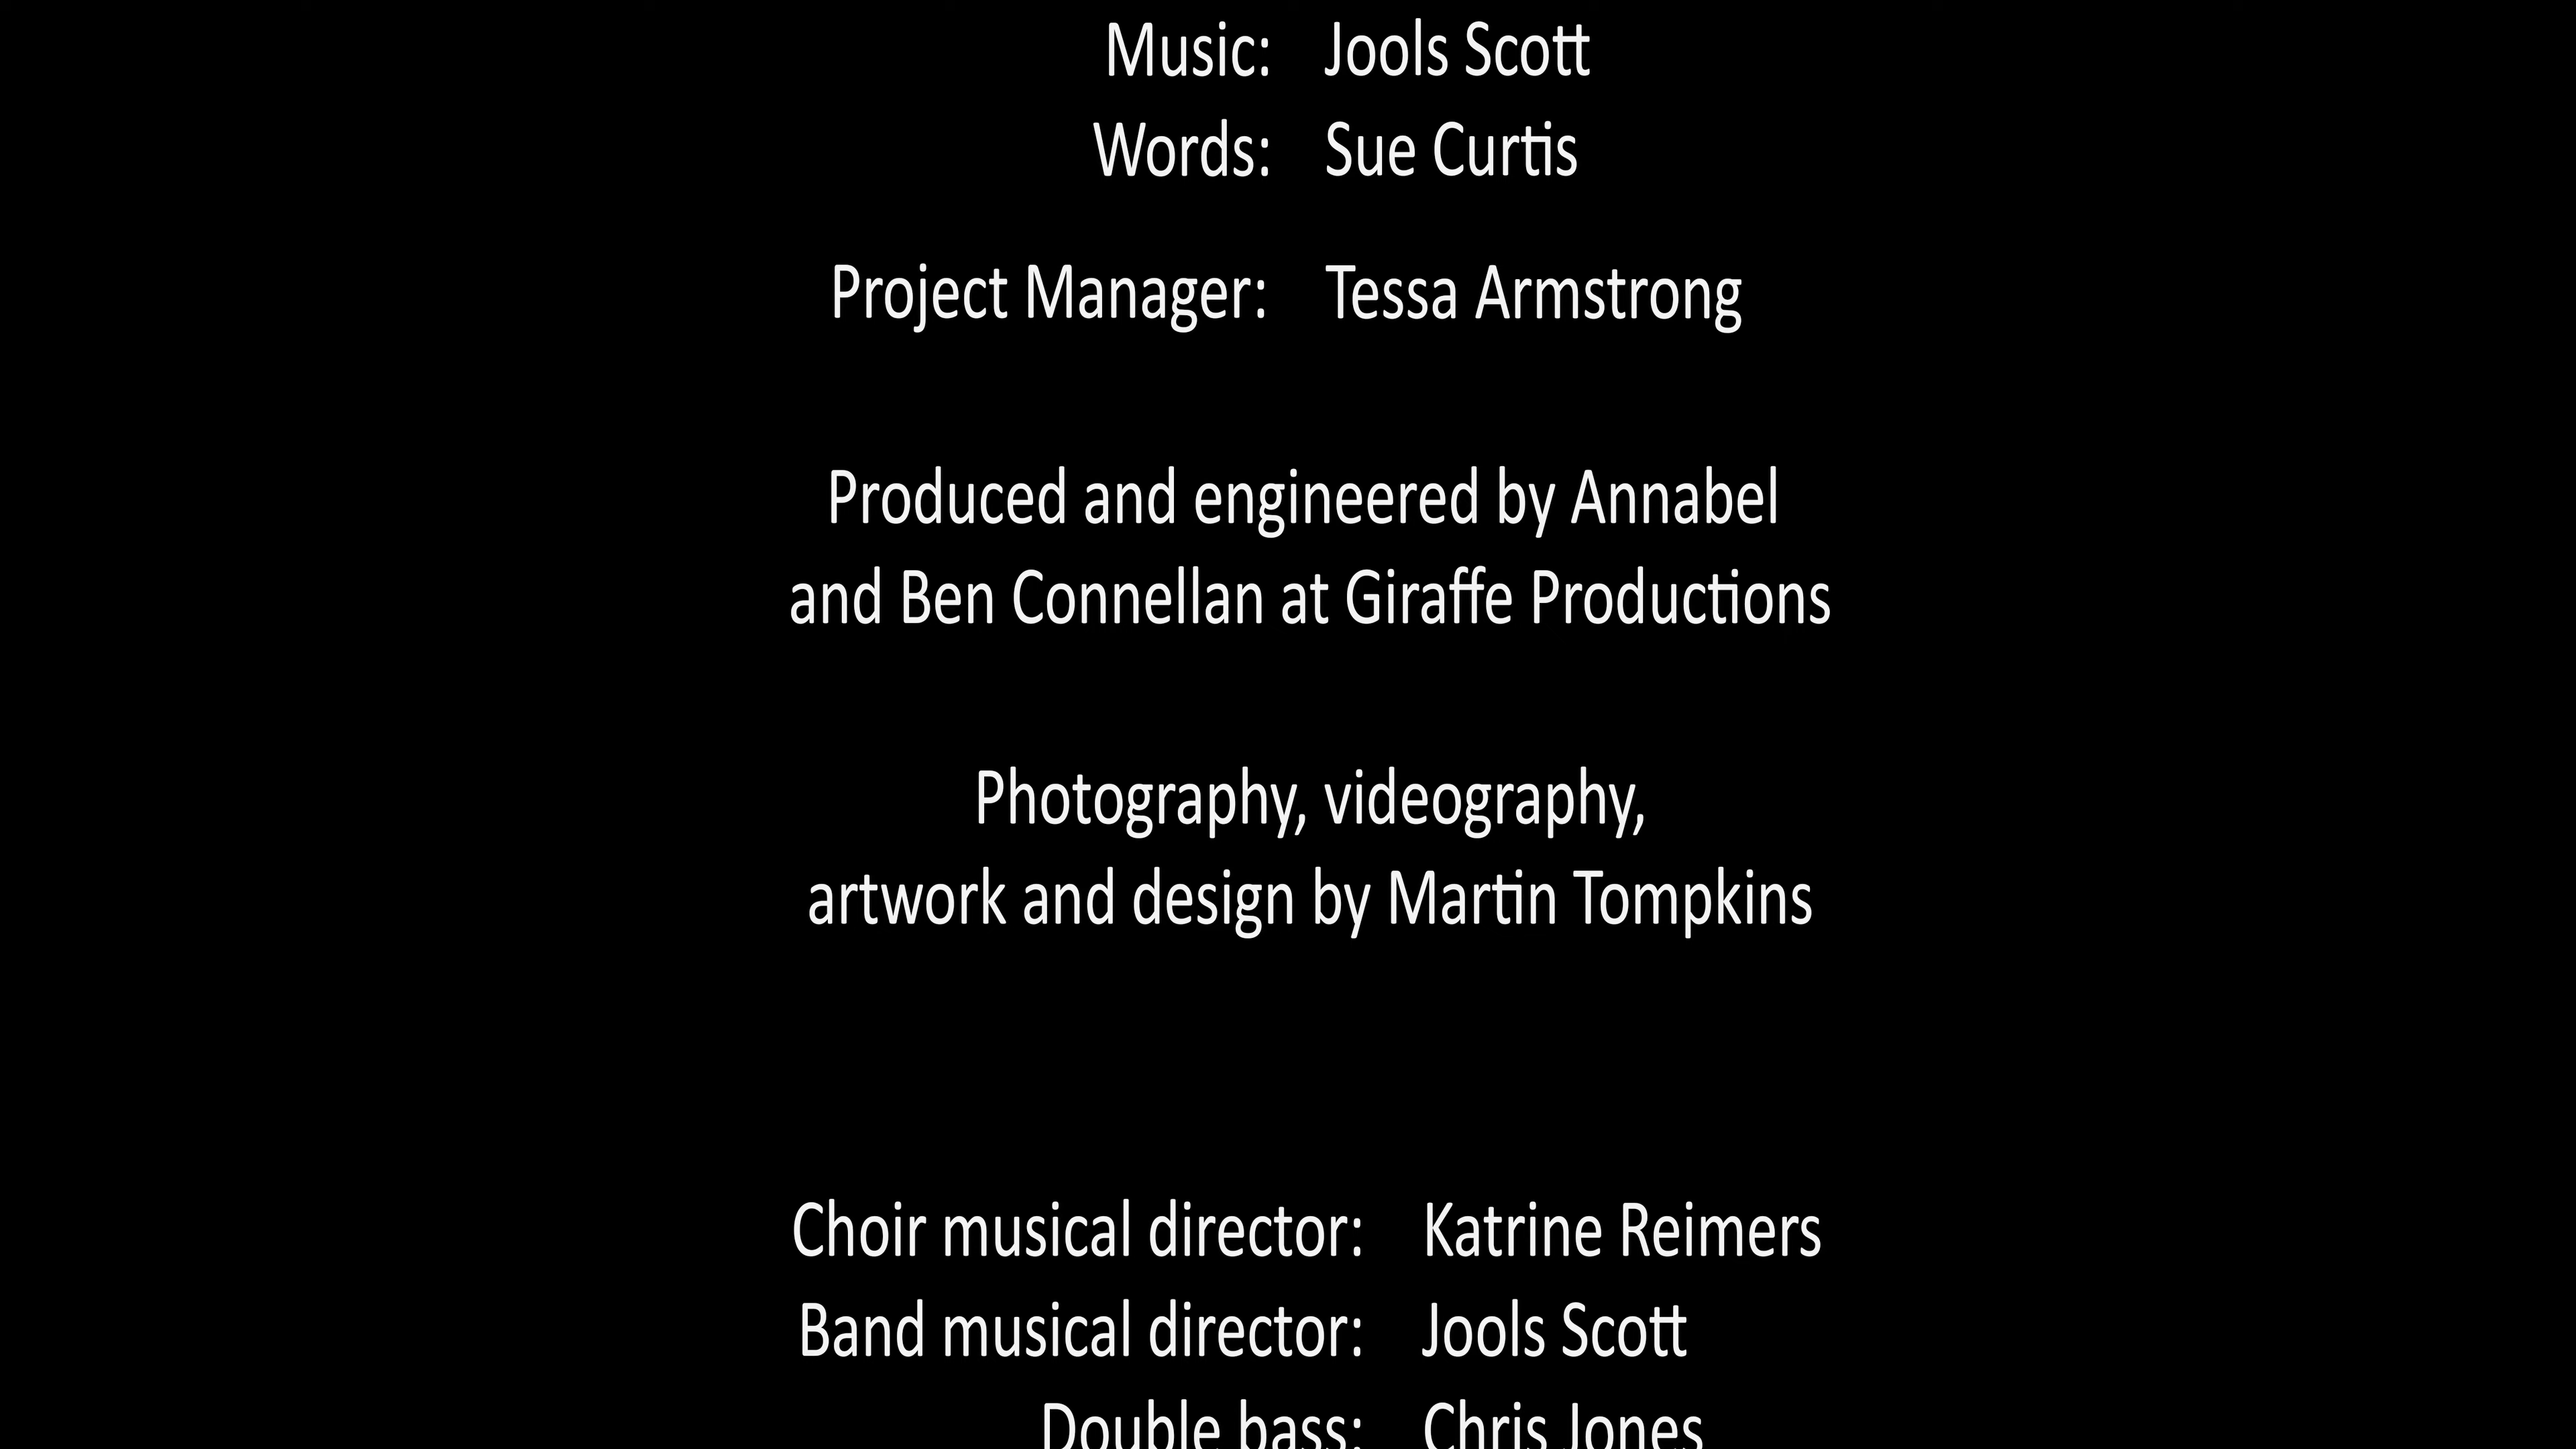 Music: Jools Scott
Words: Sue Curtis
Project Manager: Tessa Armstrong
Produced and engineered by Annabel
and Ben Connellan at Giraffe Productions
Photography, videography,
artwork and design by Martin Tompkins
Choir musical director: Katrine Reimers
Band musical director: Jools Scott
Double bass: Chris Jones